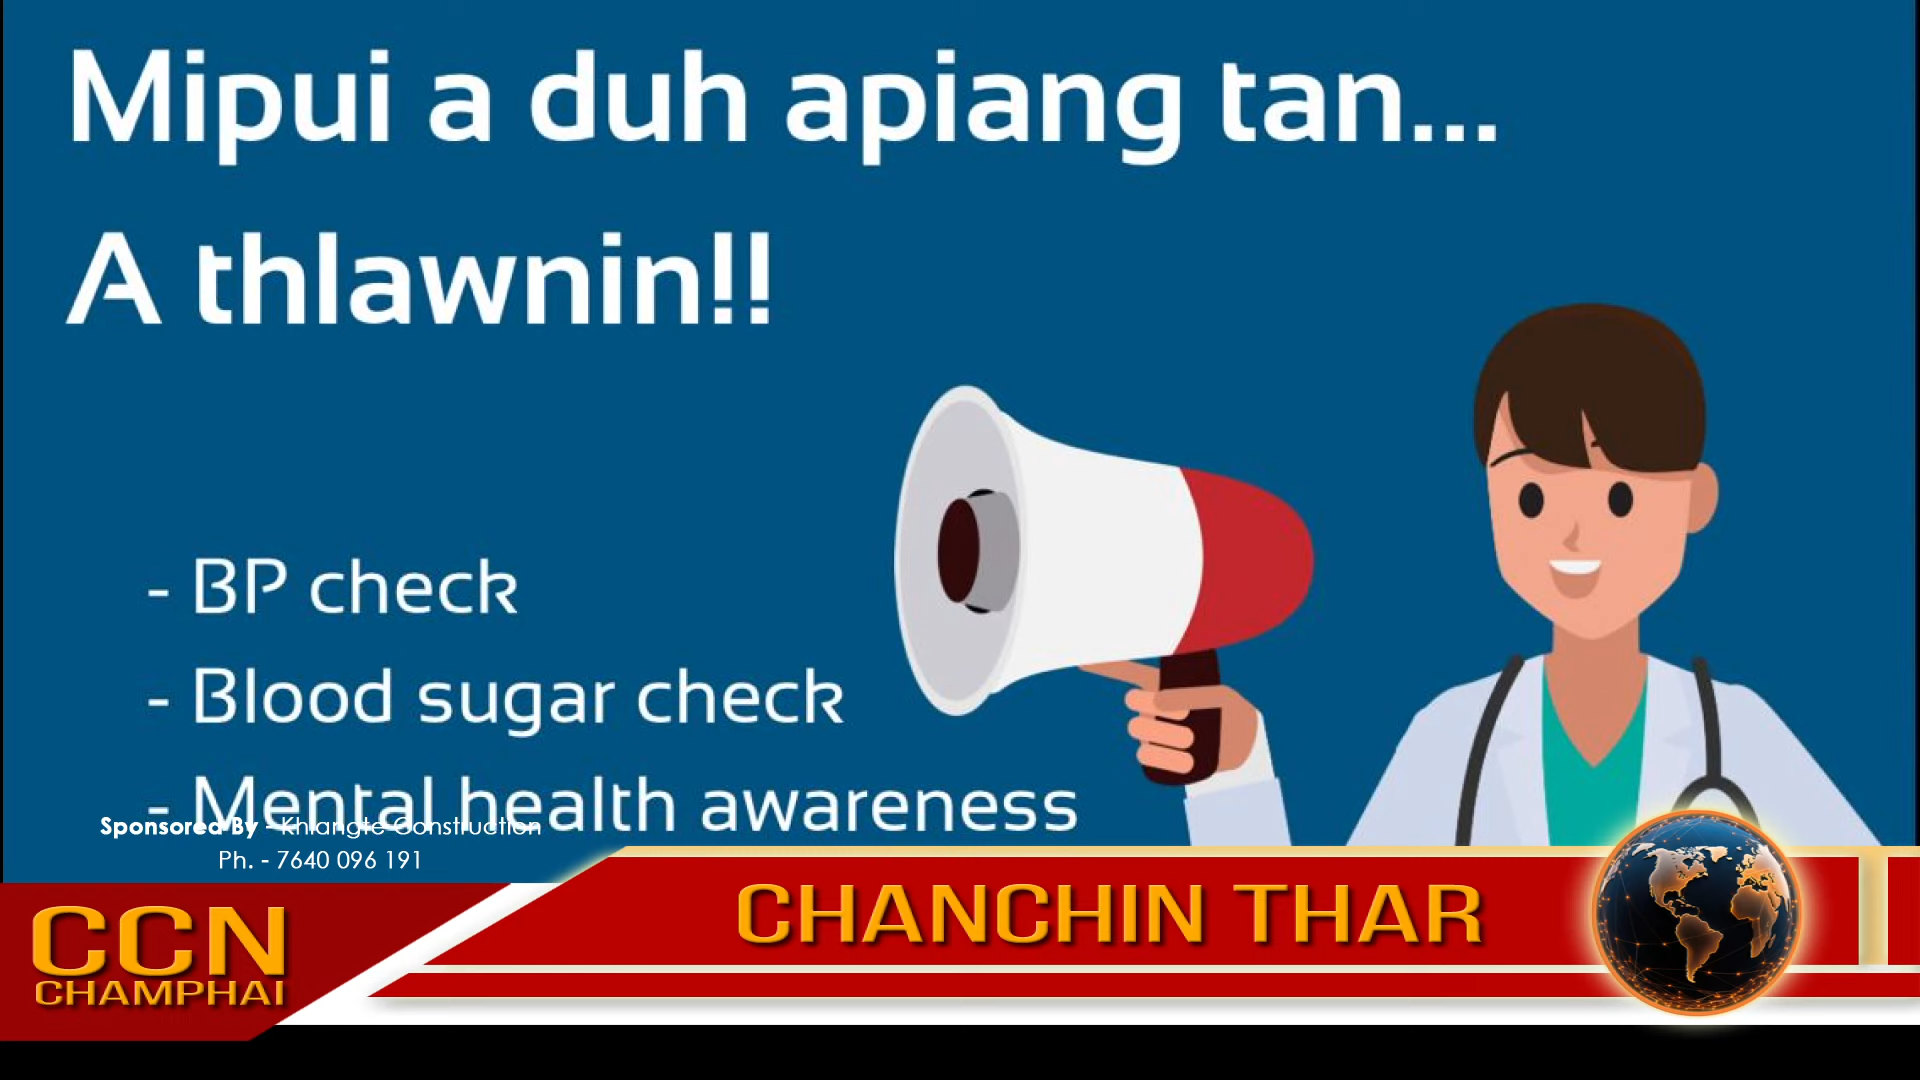 Mipui a duh apiang tan...
A thlawnin!!
- BP check
- Blood sugar check
- Mental health awareness
Sponsored By - Khiangte Construction
Ph. - 7640 096 191
CHANCHIN THAR
CCN
CHAMPHAI